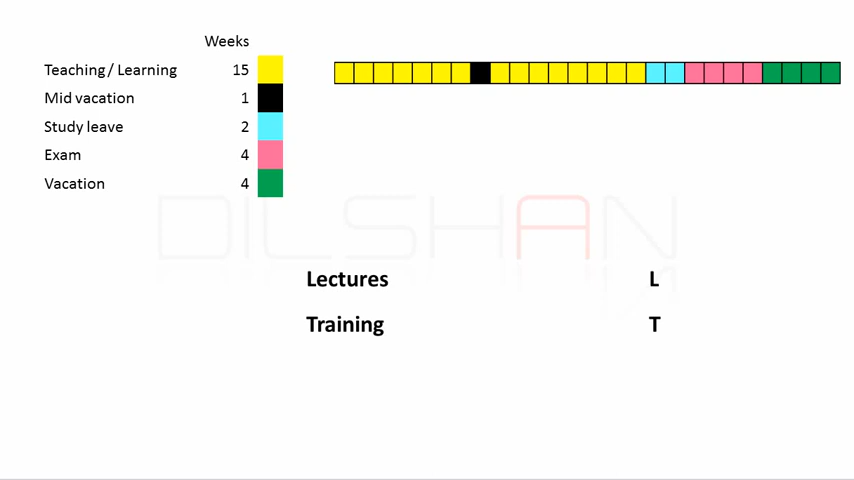 Weeks
Teaching / Learning 15
Mid vacation 1
Study leave 2
Exam 4
Vacation 4
DILSHAN
Lectures L
Training T